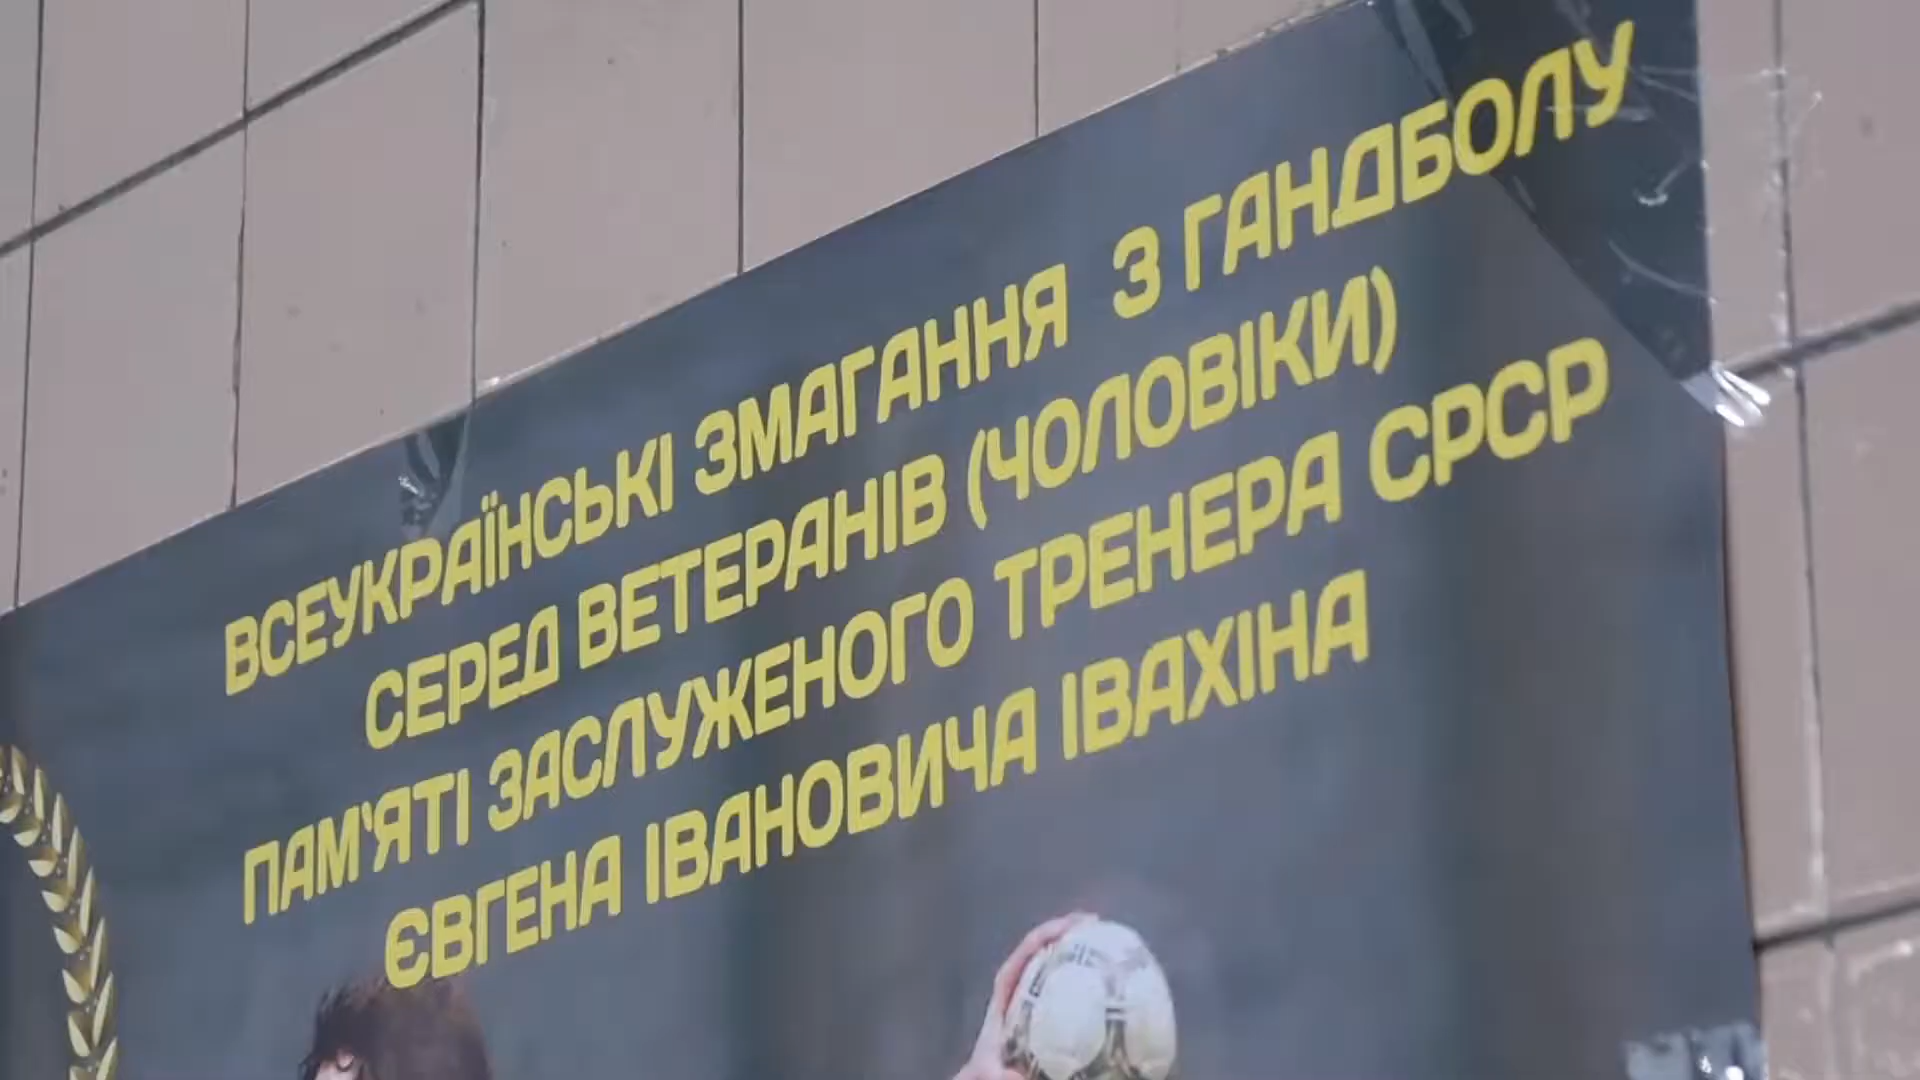 ВСЕУКРАЇНСЬКІ ЗМАГАННЯ З ГАНДБОЛУ
СЕРЕД ВЕТЕРАНІВ (ЧОЛОВІКИ)
ПАМ'ЯТІ ЗАСЛУЖЕНОГО ТРЕНЕРА СРСР
ЄВГЕНА ІВАНОВИЧА ІВАХІНА